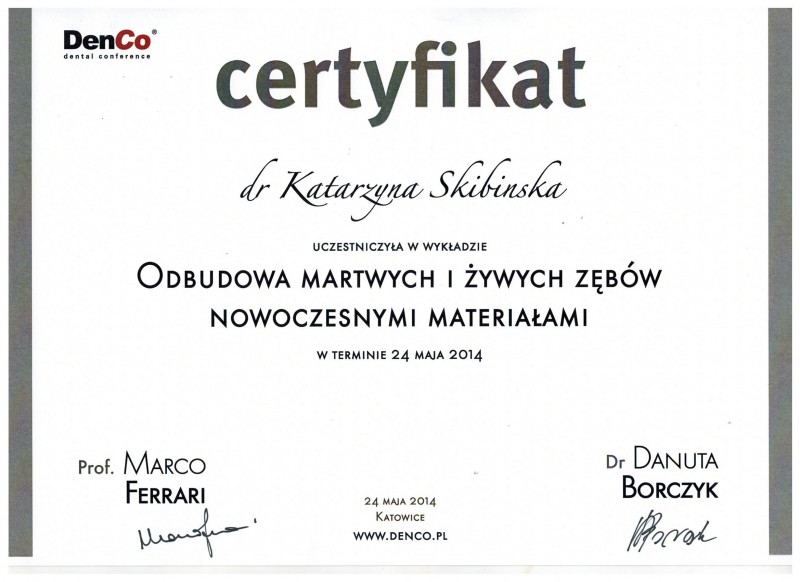 DenCo®
dental conference
certyfikat
dr Katarzyna Skibinska
UCZESTNICZYŁA W WYKŁADZIE
ODBUDOWA MARTWYCH I ŻYWYCH ZĘBÓW
NOWOCZESNYMI MATERIAŁAMI
W TERMINIE 24 MAJA 2014
Prof. MARCO
FERRARI
Dr DANUTA
BORCZYK
24 MAJA 2014
KATOWICE
WWW.DENCO.PL